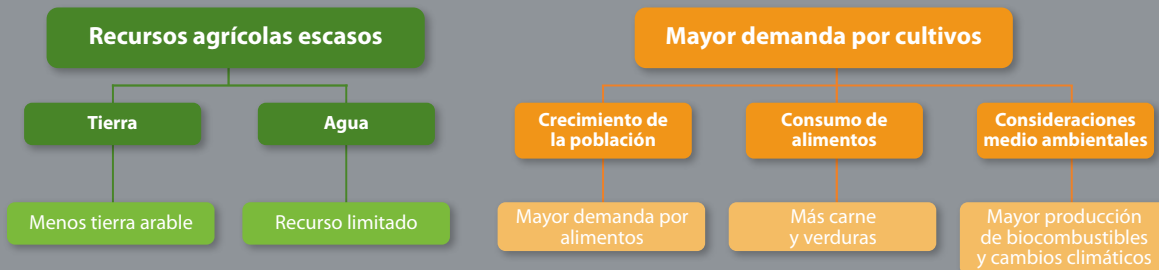 Recursos agrícolas escasos
Tierra
Agua
Menos tierra arable
Recurso limitado
Mayor demanda por cultivos
Crecimiento de
la población
Consumo de
alimentos
Consideraciones
medio ambientales
Mayor demanda por
alimentos
Más carne
y verduras
Mayor producción
de biocombustibles
y cambios climáticos